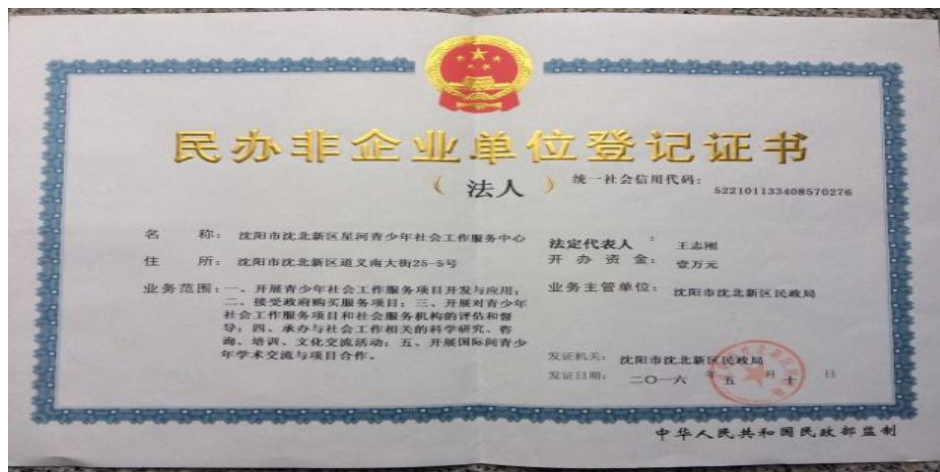 民办非企业单位登记证书
（法人）
统一社会信用代码：
522101133408570276
名 称：沈阳市沈北新区星河青少年社会工作服务中心
法定代表人：王志刚
住 所：沈阳市沈北新区道义南大街25-5号
开办资金：壹万元
业务范围：一、开展青少年社会工作服务项目开发与应用；
二、接受政府购买服务项目；三、开展对青少年
社会工作服务项目和社会服务机构的评估和督
导；四、承办与社会工作相关的科学研究、咨
询、培训、文化交流活动；五、开展国际间青少
年学术交流与项目合作。
业务主管单位：沈阳市沈北新区民政局
发证机关：沈阳市沈北新区民政局
发证日期：二〇一六年五月十日
中华人民共和国民政部监制